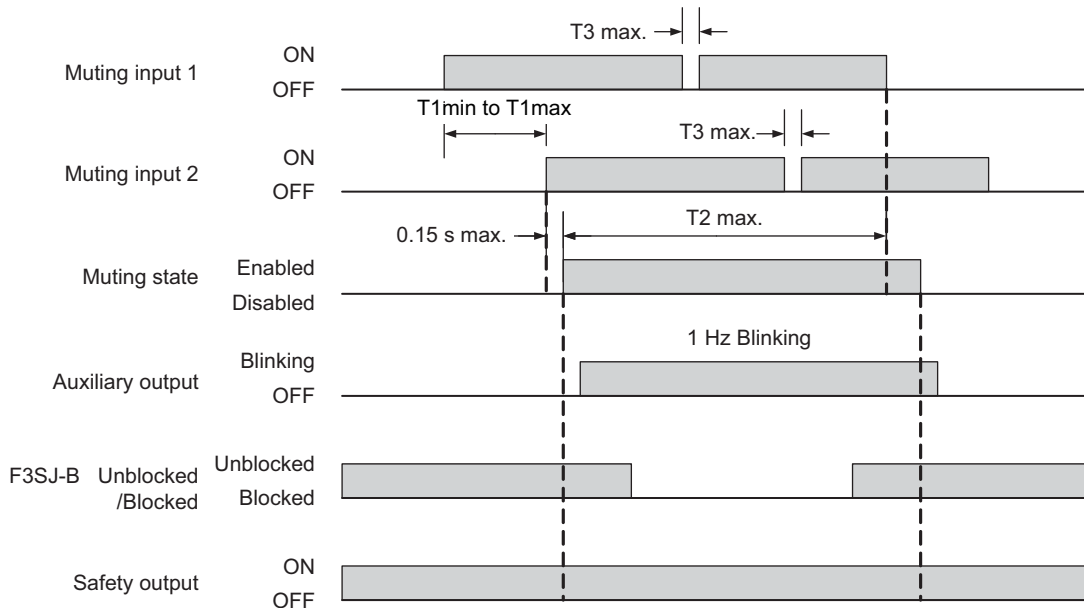 T3 max.
Muting input 1
ON
OFF
T1min to T1max
T3 max.
Muting input 2
ON
OFF
0.15 s max.
T2 max.
Muting state
Enabled
Disabled
1 Hz Blinking
Auxiliary output
Blinking
OFF
F3SJ-B Unblocked
/Blocked
Unblocked
Blocked
Safety output
ON
OFF